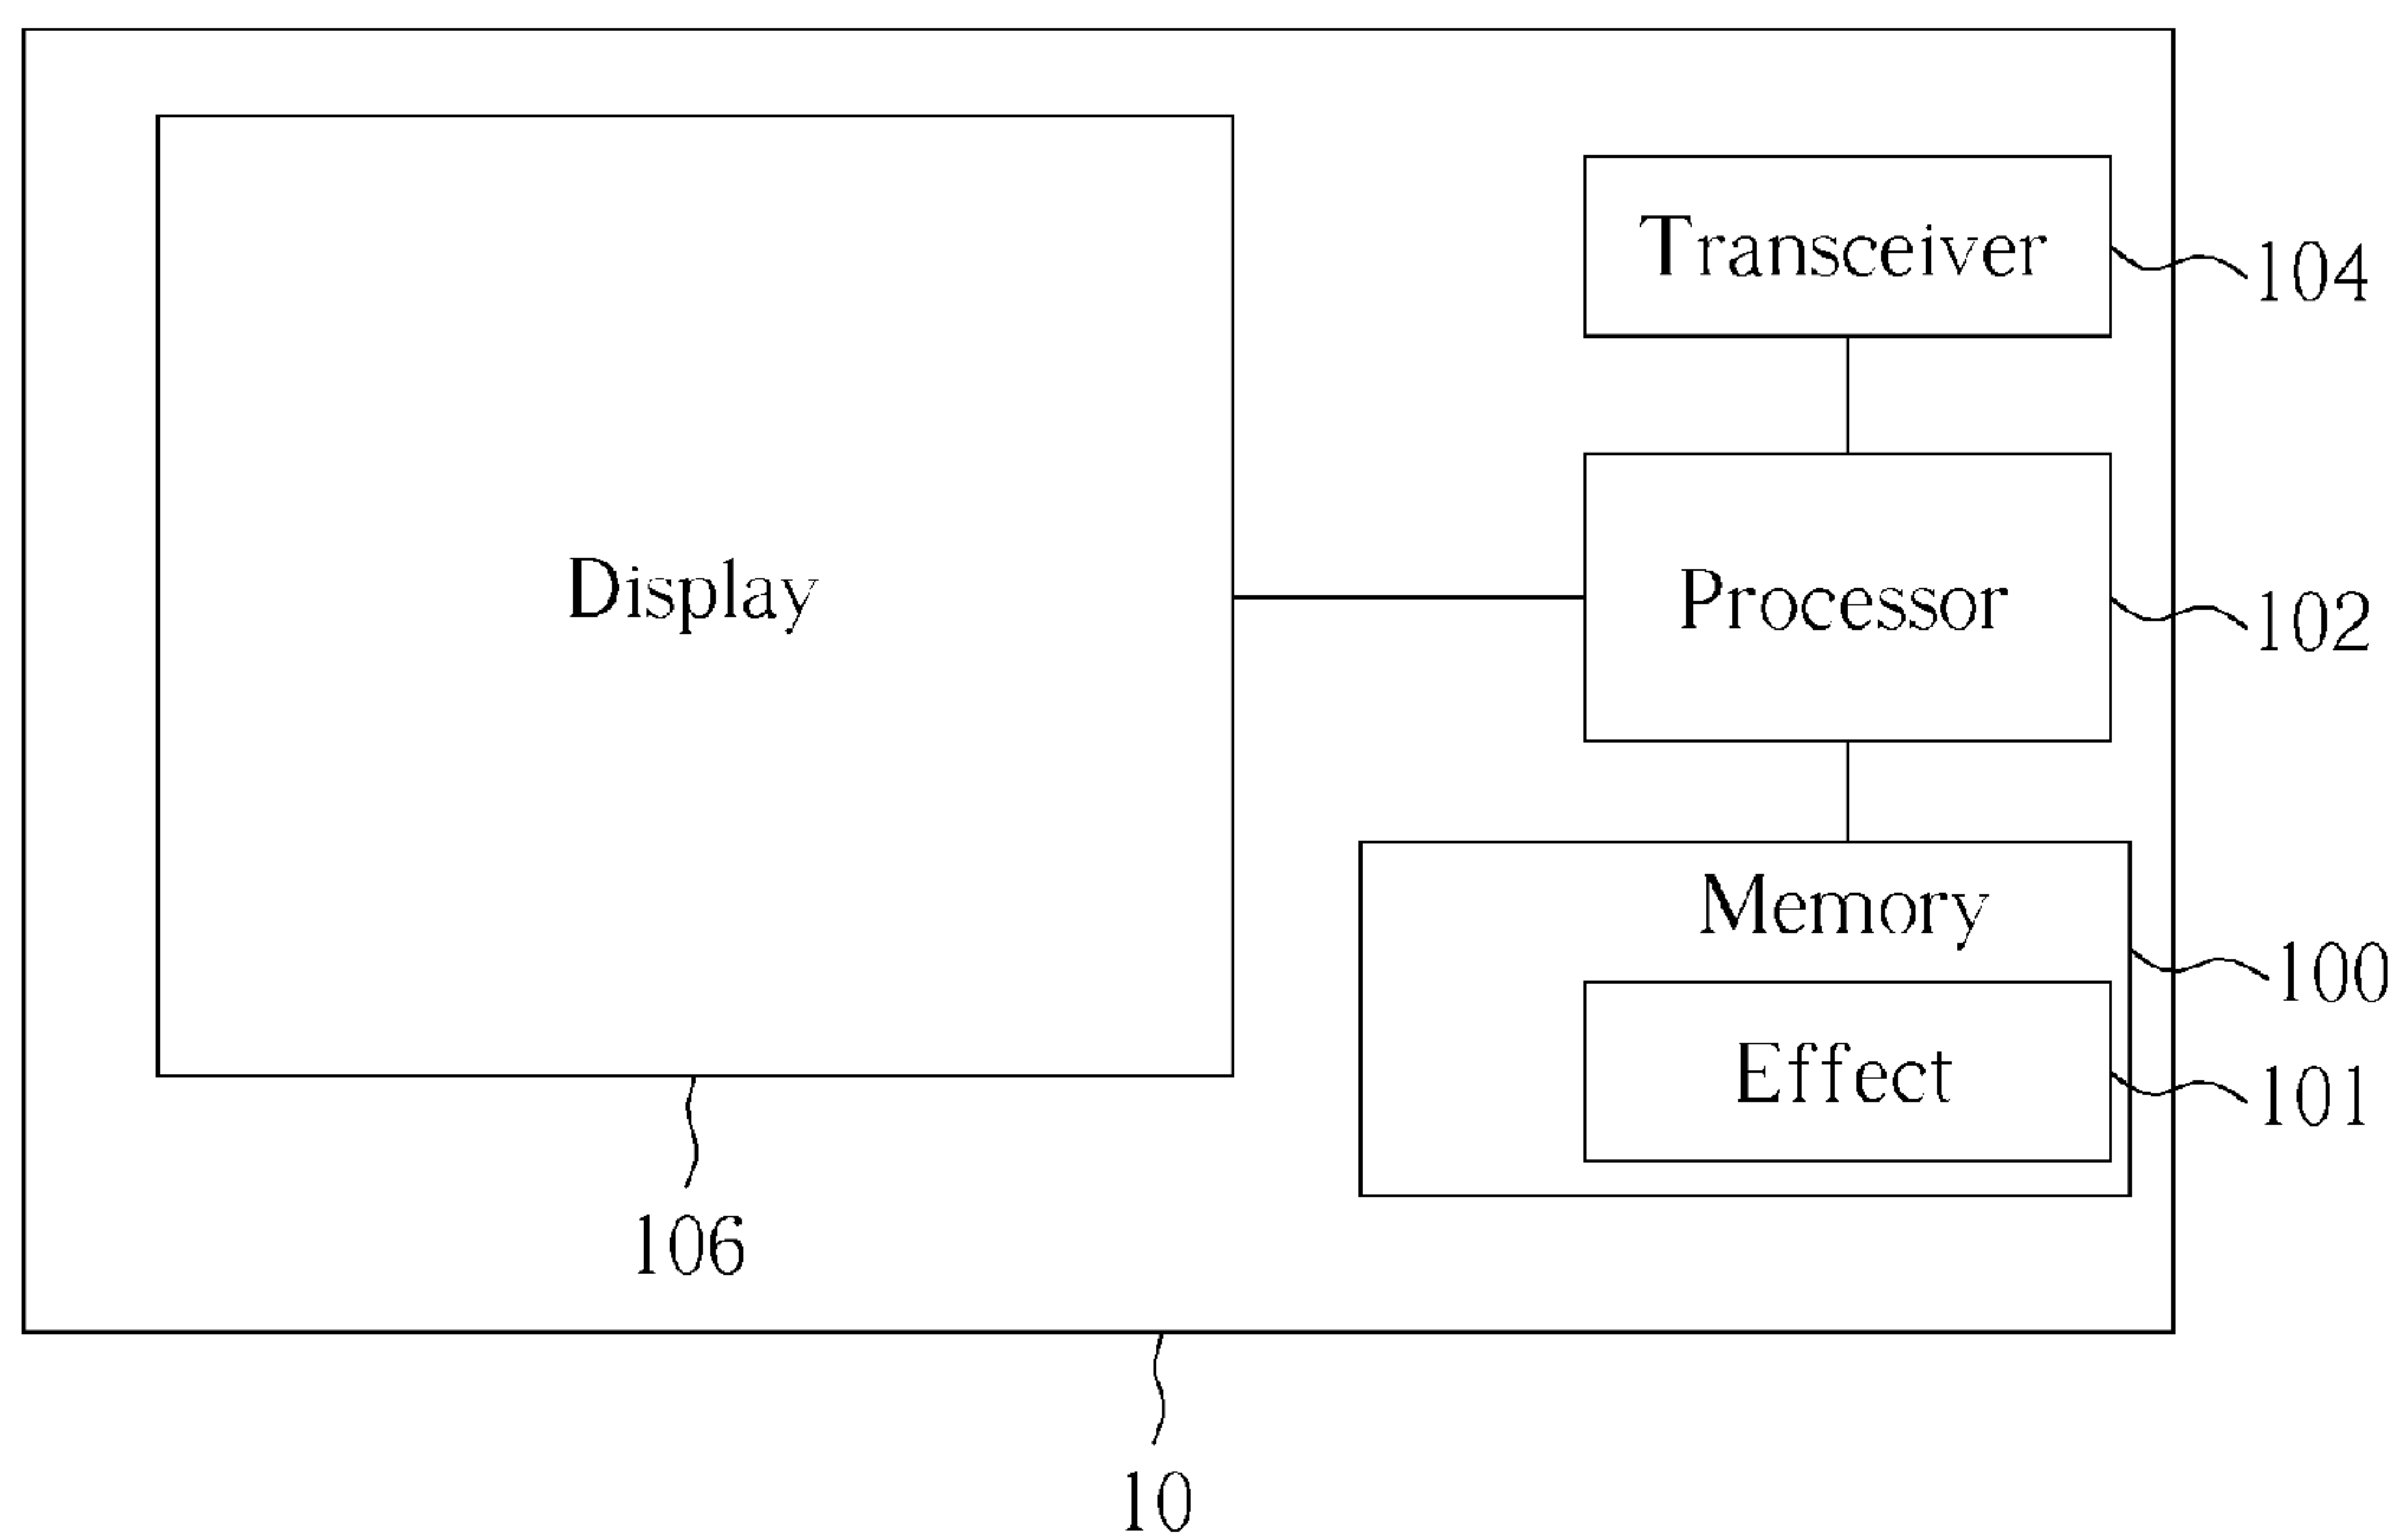 Transceiver
104
Display
Processor
102
Memory
100
Effect
101
106
10